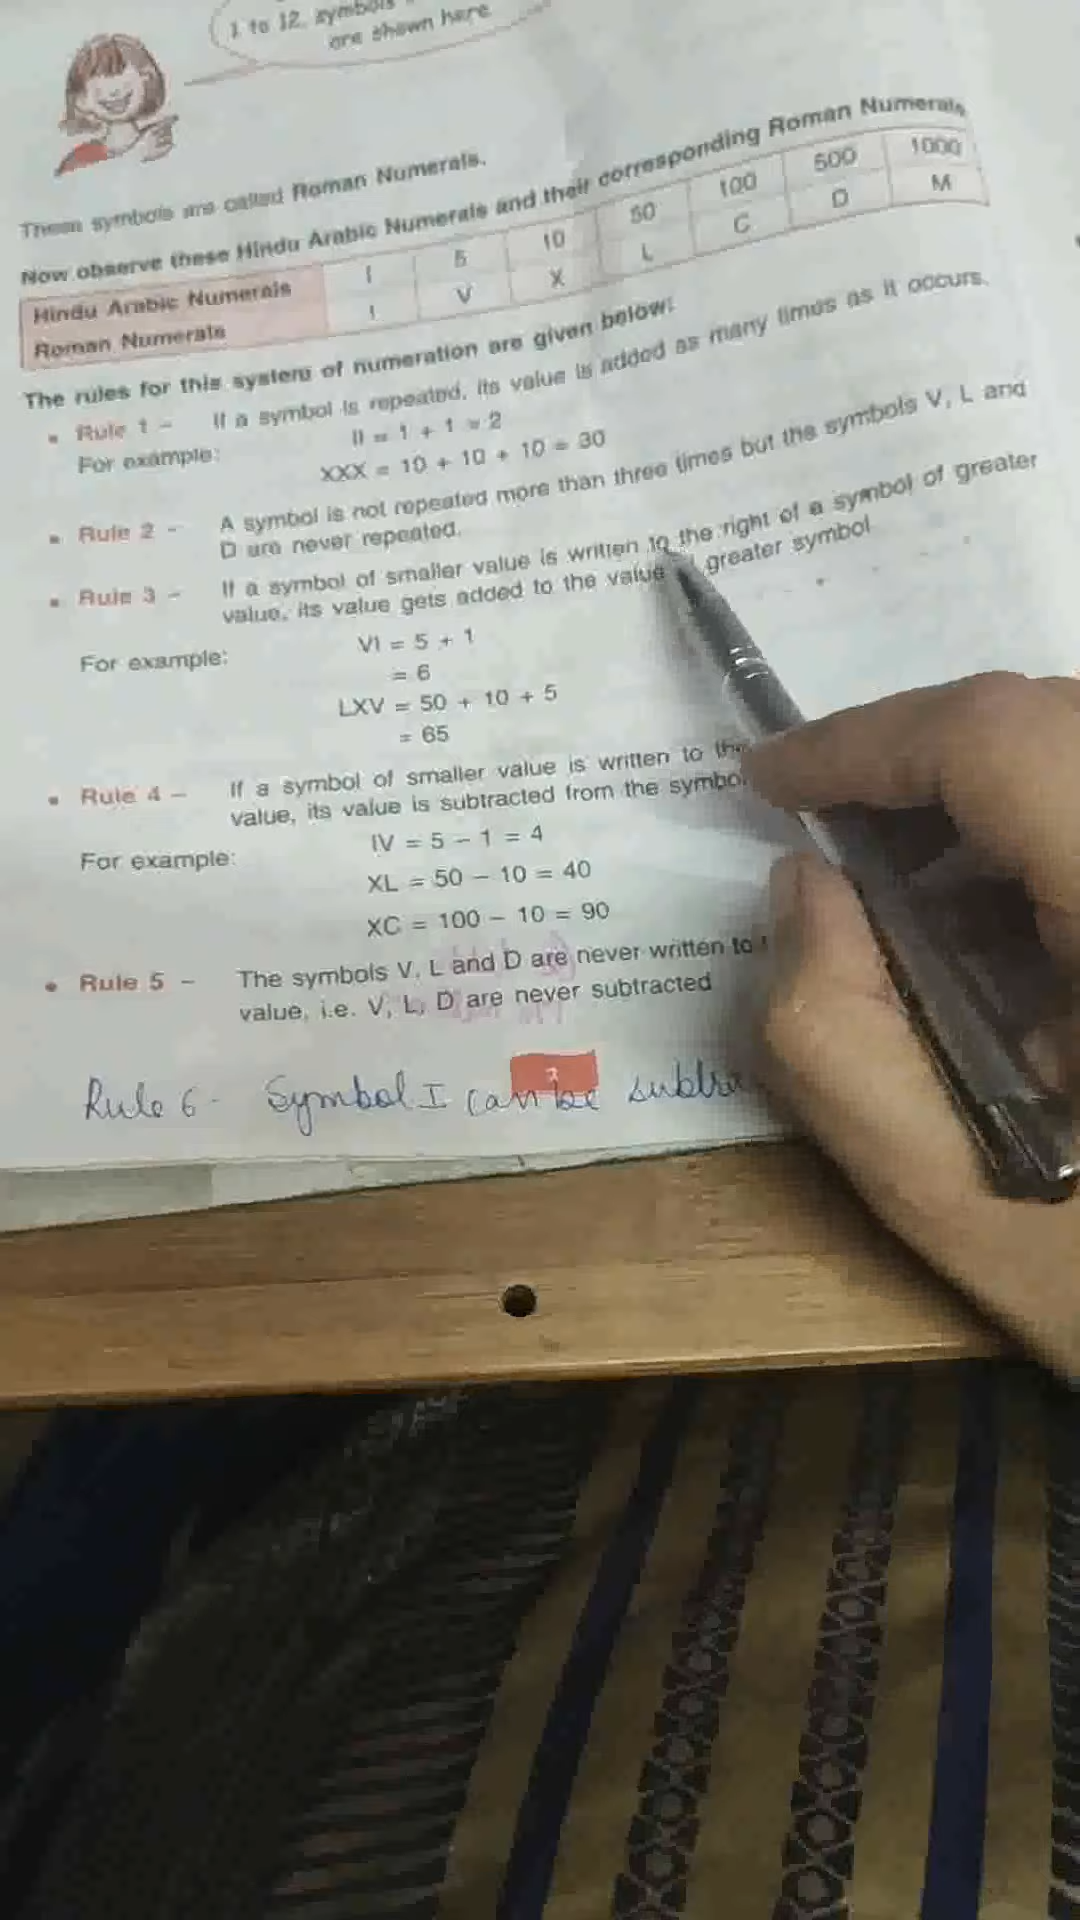 1 to 12. symbols
are shown here
These symbols are called Roman Numerals.
Now observe these Hindu Arabic Numerals and their corresponding Roman Numerals
Hindu Arabic Numerals 1 5 10 50 100 500 1000
Roman Numerals I V X L C D M
The rules for this system of numeration are given below:
• Rule 1 – If a symbol is repeated, its value is added as many times as it occurs.
For example: II = 1 + 1 = 2
XXX = 10 + 10 + 10 = 30
• Rule 2 – A symbol is not repeated more than three times but the symbols V, L and
D are never repeated.
• Rule 3 – If a symbol of smaller value is written to the right of a symbol of greater
value, its value gets added to the value greater symbol
For example: VI = 5 + 1
= 6
LXV = 50 + 10 + 5
= 65
• Rule 4 – If a symbol of smaller value is written to the
value, its value is subtracted from the symbol
For example: IV = 5 – 1 = 4
XL = 50 – 10 = 40
XC = 100 – 10 = 90
• Rule 5 – The symbols V, L and D are never written to
value, i.e. V, L, D are never subtracted
3
Rule 6 - Symbol I can be